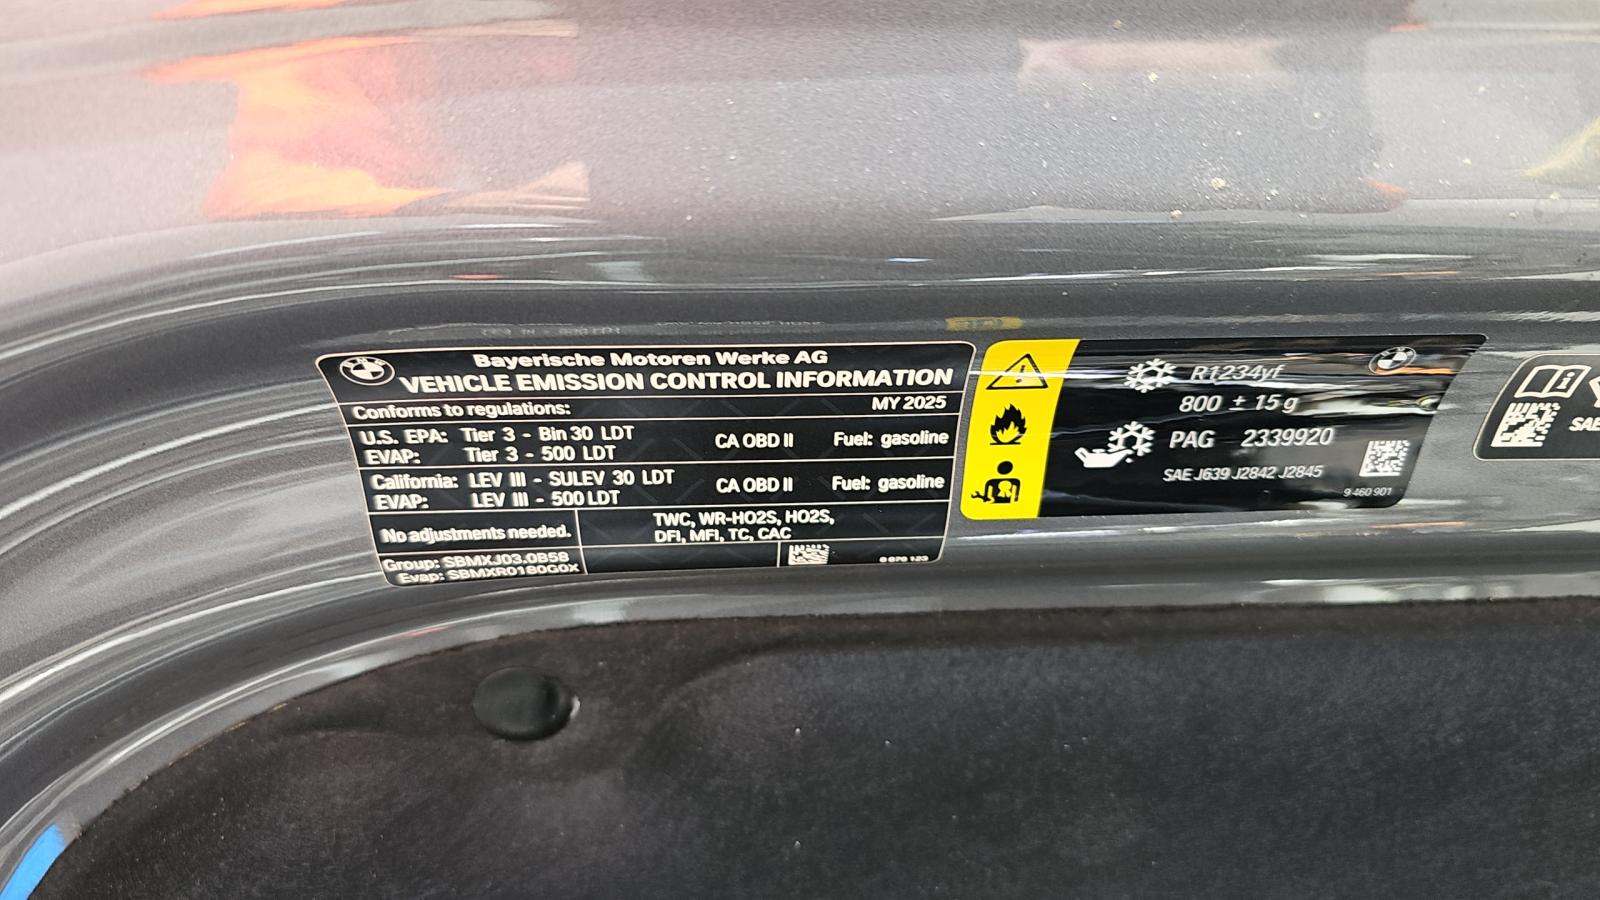 Bayerische Motoren Werke AG
VEHICLE EMISSION CONTROL INFORMATION
Conforms to regulations: MY 2025
U.S. EPA: Tier 3 - Bin 30 LDT CA OBD II Fuel: gasoline
EVAP: Tier 3 - 500 LDT
California: LEV III - SULEV 30 LDT CA OBD II Fuel: gasoline
EVAP: LEV III - 500 LDT
No adjustments needed. TWC, WR-HO2S, HO2S,
DFI, MFI, TC, CAC
Group: SBMXJ03.0B58
Evap: SBMXR0180G0X
R1234yf
800 ± 15 g
PAG 2339920
SAE J639 J2842 J2845
9 460 901
SAE